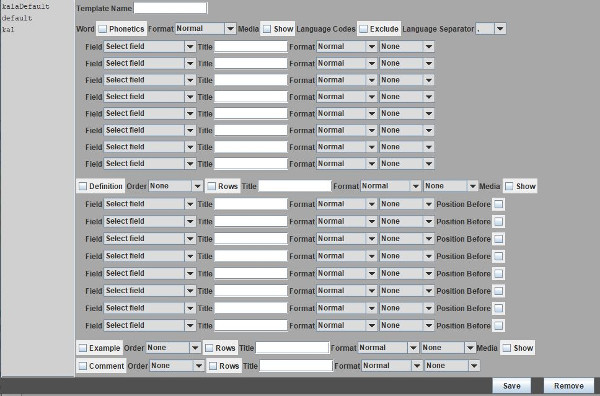 kalaDefault
default
kal
Template Name
Word Phonetics Format Normal Media Show Language Codes Exclude Language Separator .
Field Select field Title Format Normal None
Field Select field Title Format Normal None
Field Select field Title Format Normal None
Field Select field Title Format Normal None
Field Select field Title Format Normal None
Field Select field Title Format Normal None
Field Select field Title Format Normal None
Field Select field Title Format Normal None
Definition Order None Rows Title Format Normal None Media Show
Field Select field Title Format Normal None Position Before
Field Select field Title Format Normal None Position Before
Field Select field Title Format Normal None Position Before
Field Select field Title Format Normal None Position Before
Field Select field Title Format Normal None Position Before
Field Select field Title Format Normal None Position Before
Field Select field Title Format Normal None Position Before
Field Select field Title Format Normal None Position Before
Example Order None Rows Title Format Normal None Media Show
Comment Order None Rows Title Format Normal None
Save Remove